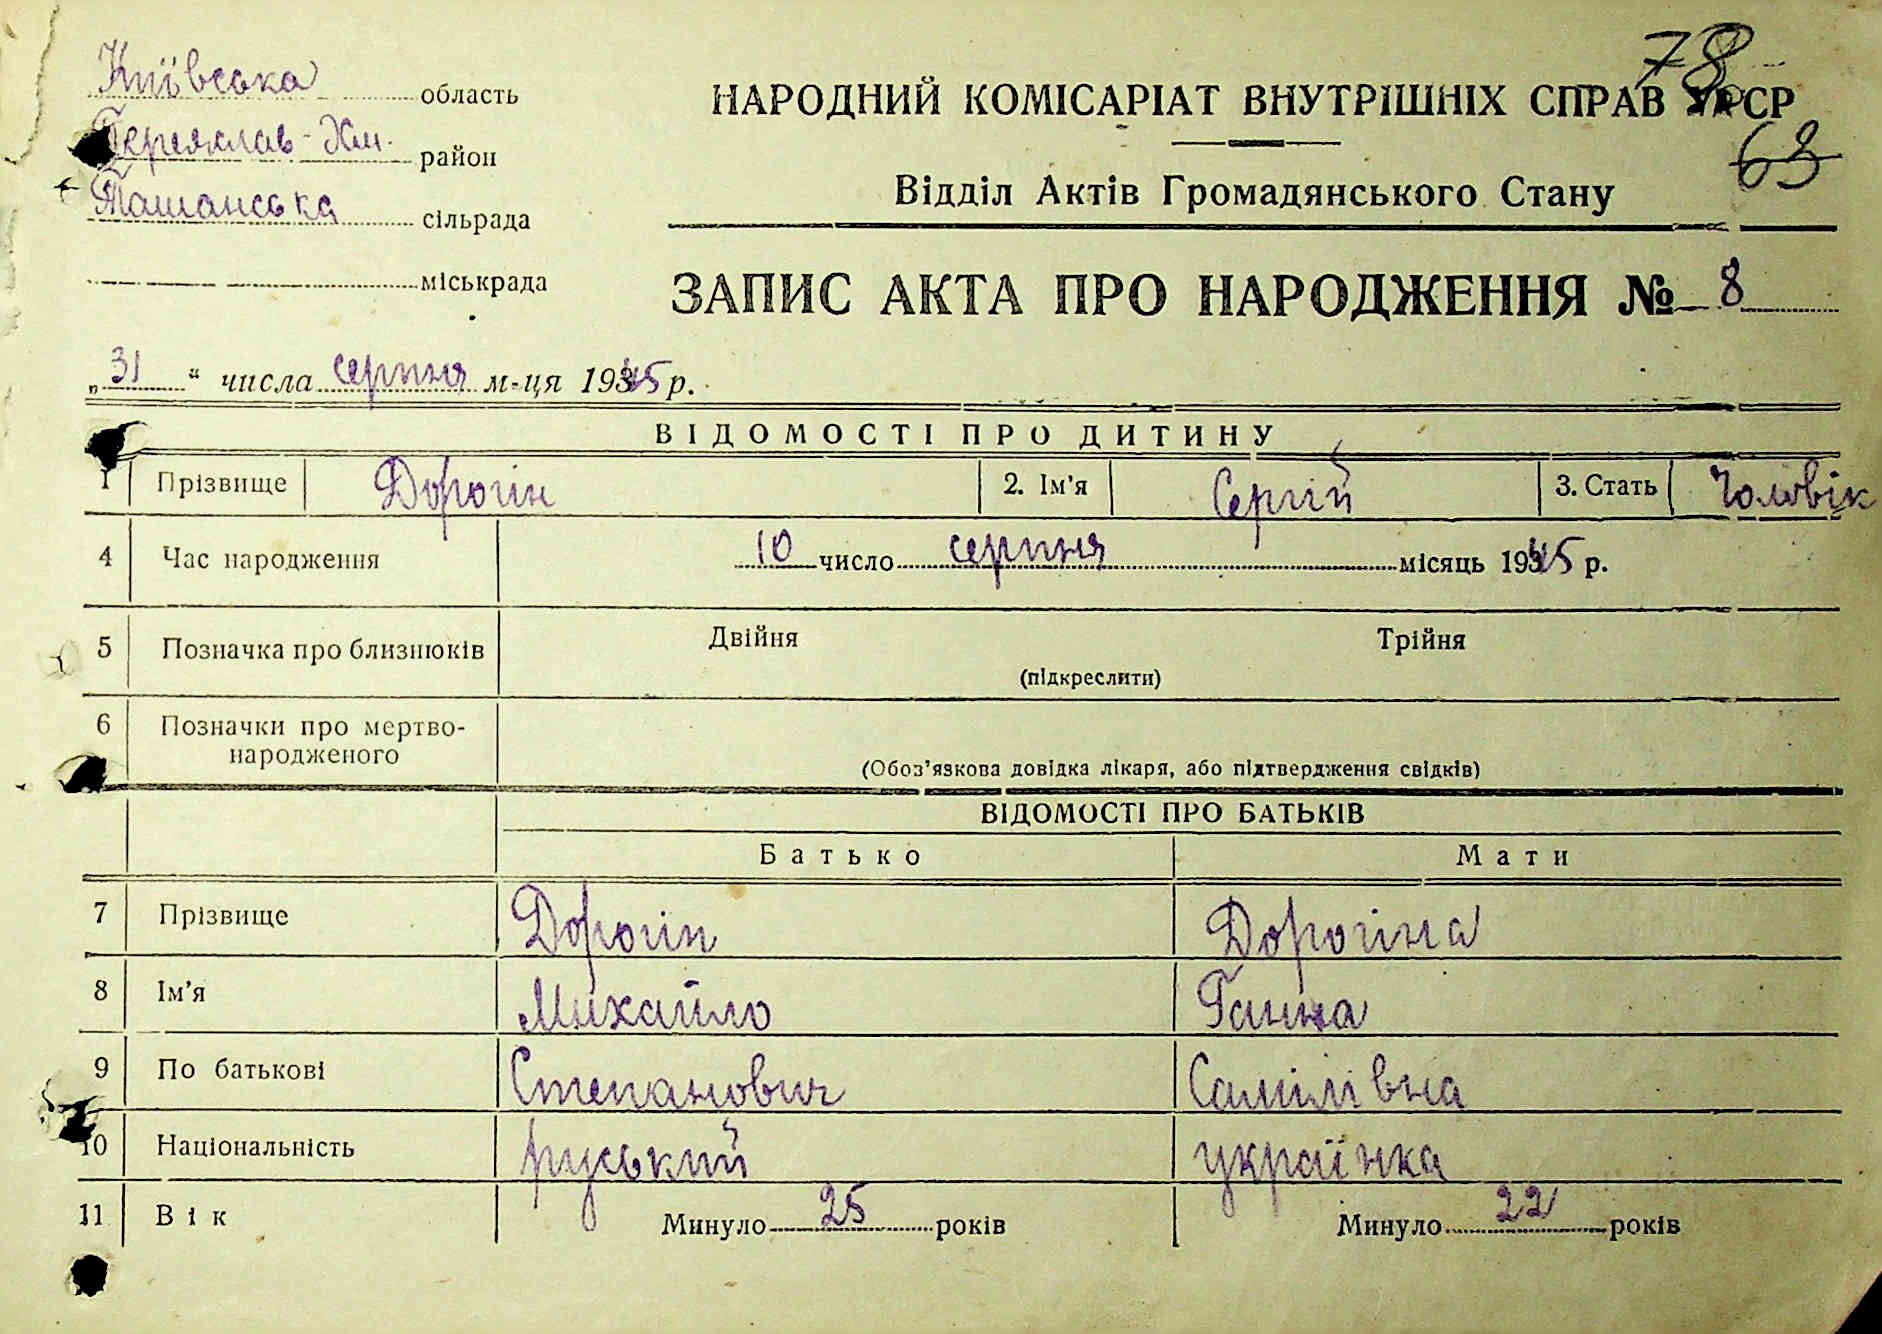 Київська область
Переяслав-Хм. район
Ташанська сільрада
міськрада
78
НАРОДНИЙ КОМІСАРІАТ ВНУТРІШНІХ СПРАВ УРСР
63
Відділ Актів Громадянського Стану
ЗАПИС АКТА ПРО НАРОДЖЕННЯ № 8
„31“ числа серпня м-ця 1945 р.
ВІДОМОСТІ ПРО ДИТИНУ
1 Прізвище Дорогін 2. Ім'я Сергій 3. Стать Чоловік
4 Час народження 10 число серпня місяць 1945 р.
5 Позначка про близнюків Двійня Трійня
(підкреслити)
6 Позначки про мертво-
народженого
(Обов'язкова довідка лікаря, або підтвердження свідків)
ВІДОМОСТІ ПРО БАТЬКІВ
Батько Мати
7 Прізвище Дорогін Дорогіна
8 Ім'я Михайло Ганна
9 По батькові Степанович Самілівна
10 Національність руський українка
11 Вік Минуло 25 років Минуло 22 років